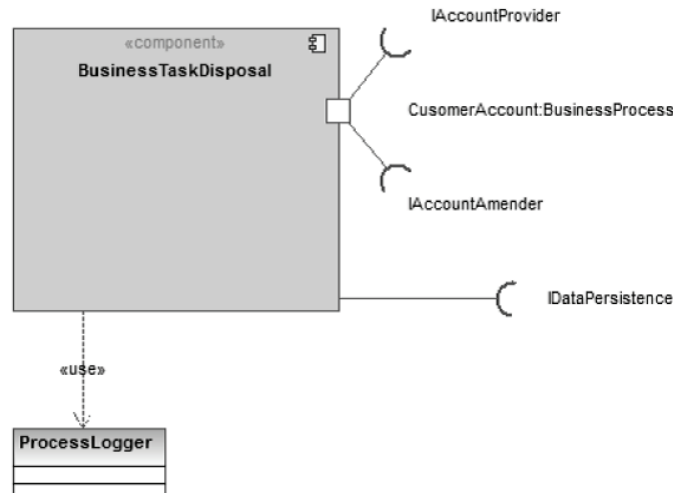 IAccountProvider
«component»
BusinessTaskDisposal
CusomerAccount:BusinessProcess
IAccountAmender
IDataPersistence
«use»
ProcessLogger